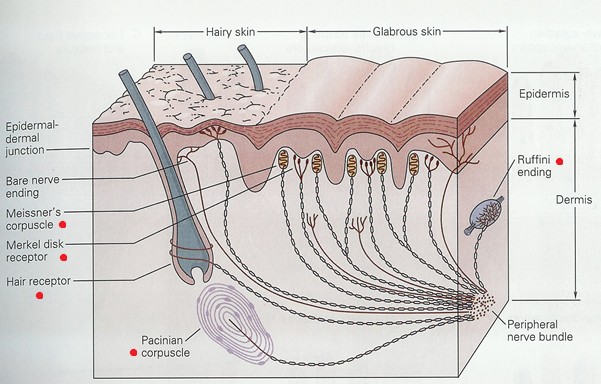 Hairy skin
Glabrous skin
Epidermis
Epidermal-
dermal
junction
Ruffini
ending
Bare nerve
ending
Dermis
Meissner's
corpuscle
Merkel disk
receptor
Hair receptor
Pacinian
corpuscle
Peripheral
nerve bundle